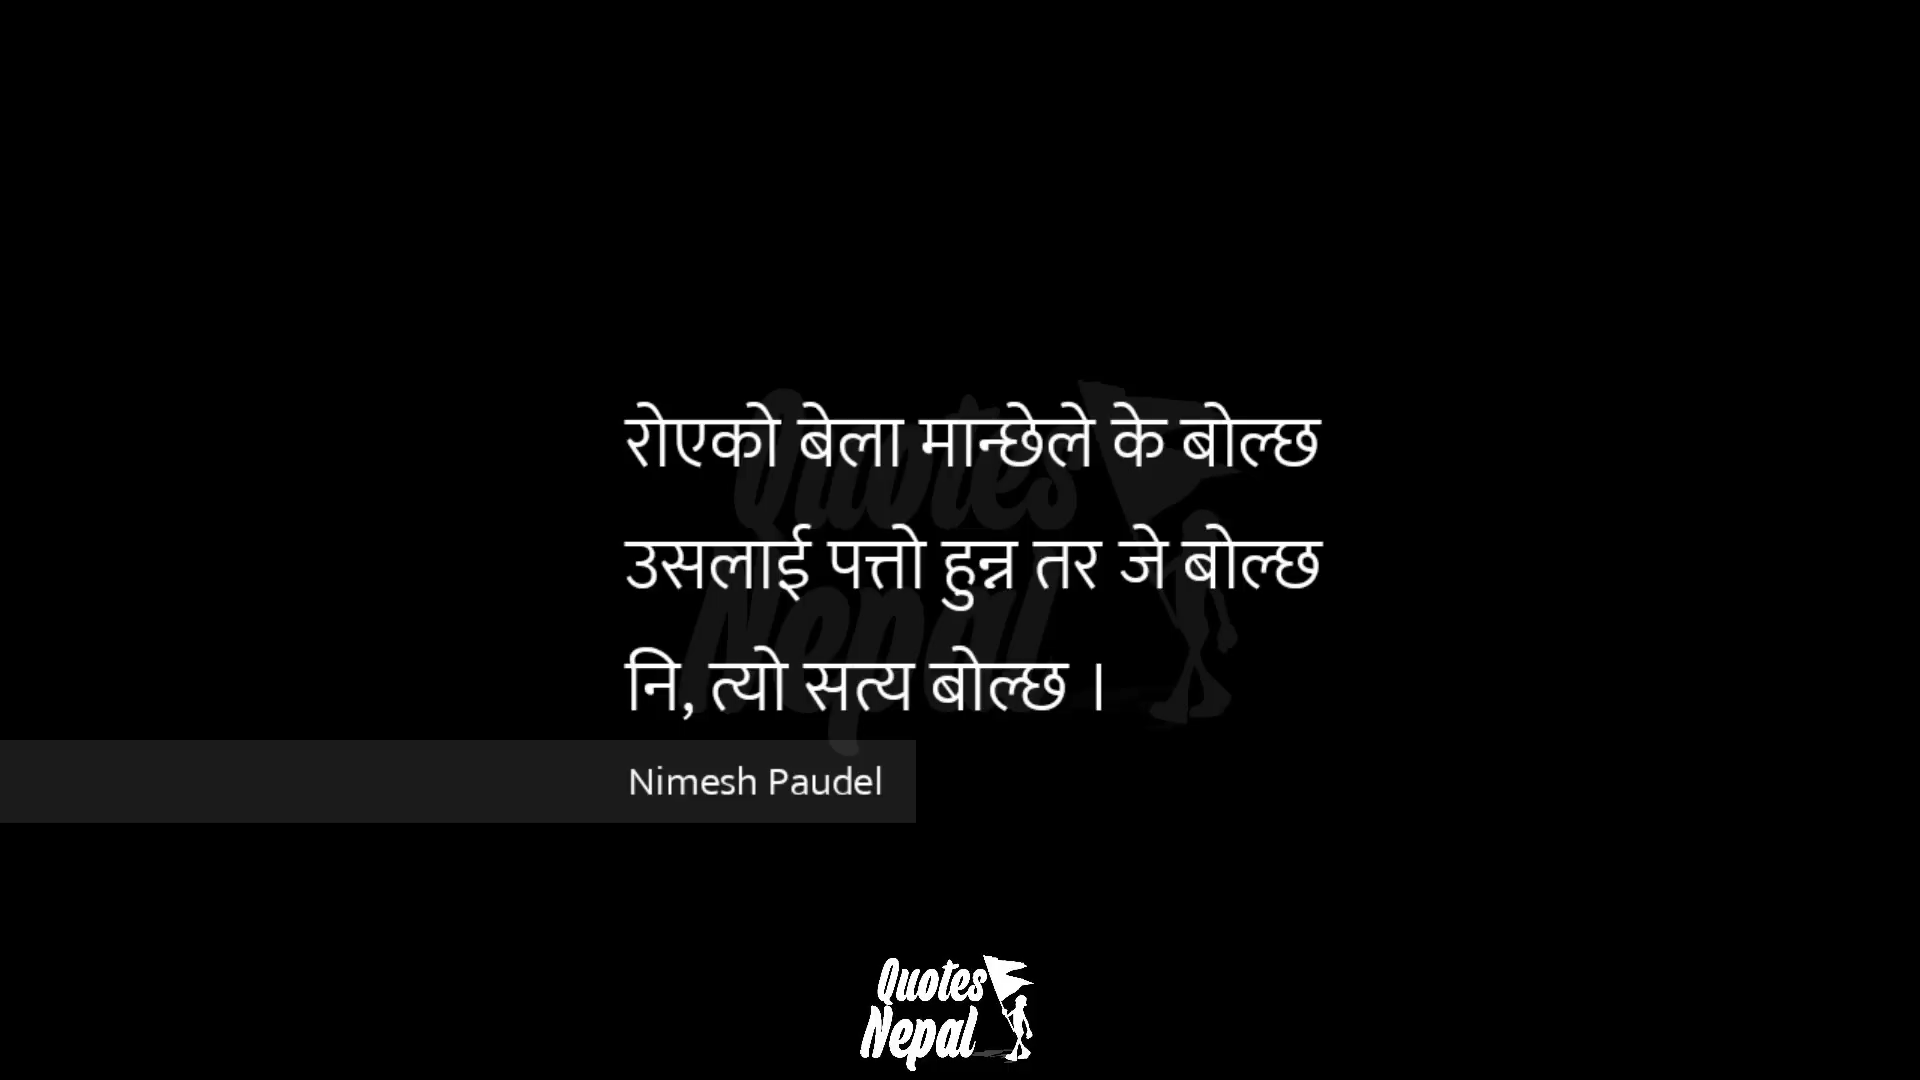 रोएको बेला मान्छेले के बोल्छ
उसलाई पत्तो हुन्न तर जे बोल्छ
नि, त्यो सत्य बोल्छ ।
Nimesh Paudel
Quotes
Nepal